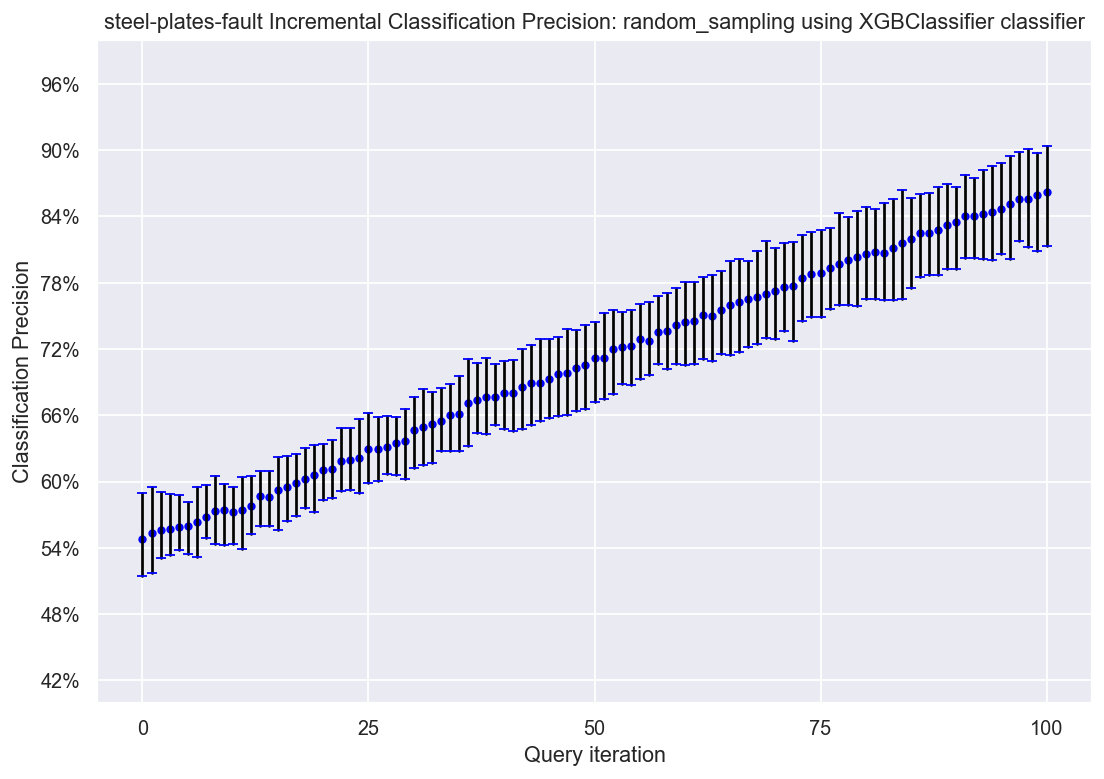 steel-plates-fault Incremental Classification Precision: random_sampling using XGBClassifier classifier
96%
90%
84%
78%
72%
66%
60%
54%
48%
42%
Classification Precision
0 25 50 75 100
Query iteration